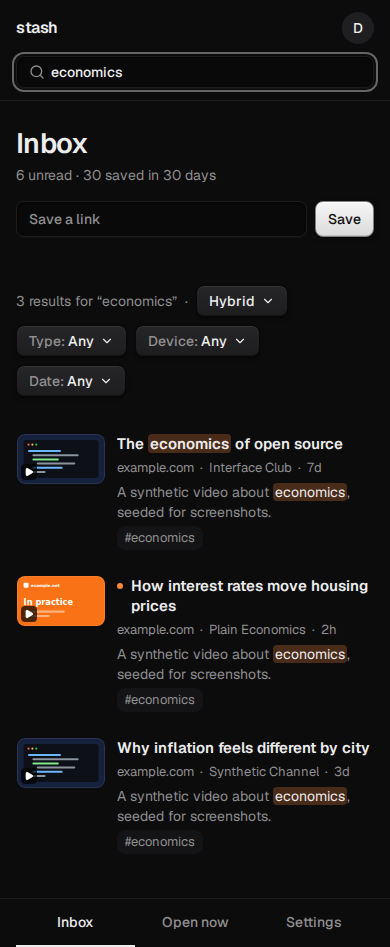 stash
D
economics
Inbox
6 unread · 30 saved in 30 days
Save a link
Save
3 results for “economics” ·
Hybrid
Type: Any
Device: Any
Date: Any
The economics of open source
example.com · Interface Club · 7d
A synthetic video about economics,
seeded for screenshots.
#economics
example.net
In practice
How interest rates move housing
prices
example.com · Plain Economics · 2h
A synthetic video about economics,
seeded for screenshots.
#economics
Why inflation feels different by city
example.com · Synthetic Channel · 3d
A synthetic video about economics,
seeded for screenshots.
#economics
Inbox
Open now
Settings